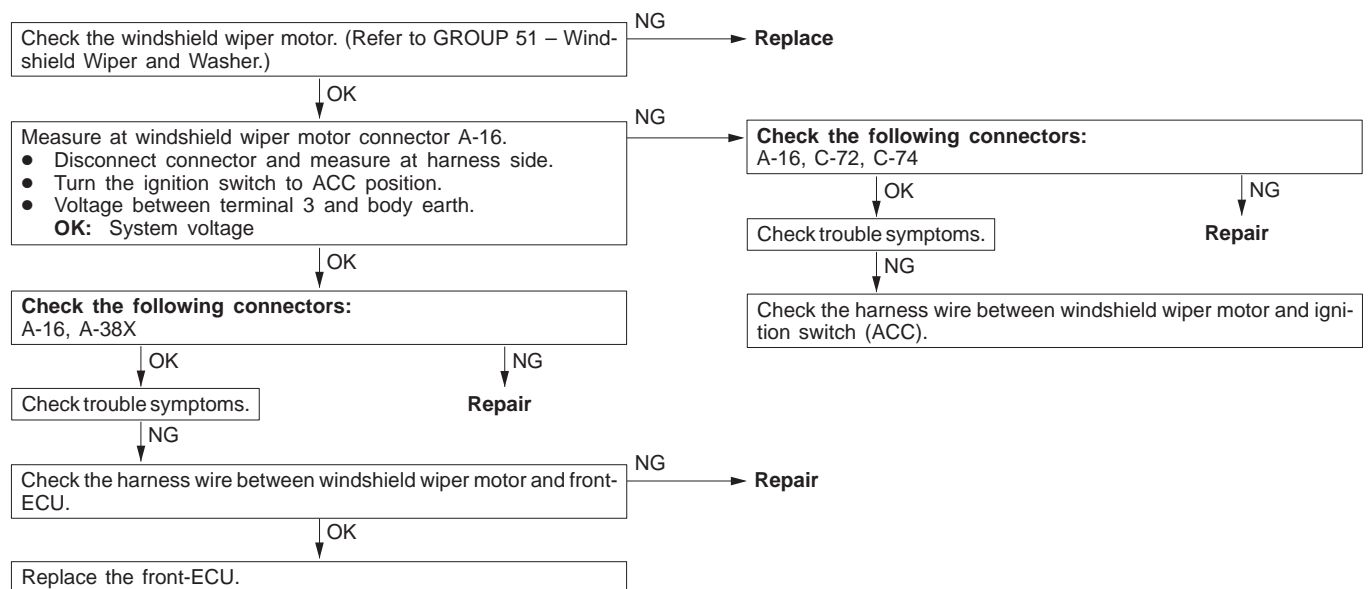 Check the windshield wiper motor. (Refer to GROUP 51 – Wind-
shield Wiper and Washer.)
NG
Replace
OK
Measure at windshield wiper motor connector A-16.
● Disconnect connector and measure at harness side.
● Turn the ignition switch to ACC position.
● Voltage between terminal 3 and body earth.
OK: System voltage
NG
Check the following connectors:
A-16, C-72, C-74
OK
NG
Check trouble symptoms.
Repair
NG
Check the harness wire between windshield wiper motor and igni-
tion switch (ACC).
OK
Check the following connectors:
A-16, A-38X
OK
NG
Check trouble symptoms.
Repair
NG
Check the harness wire between windshield wiper motor and front-
ECU.
NG
Repair
OK
Replace the front-ECU.